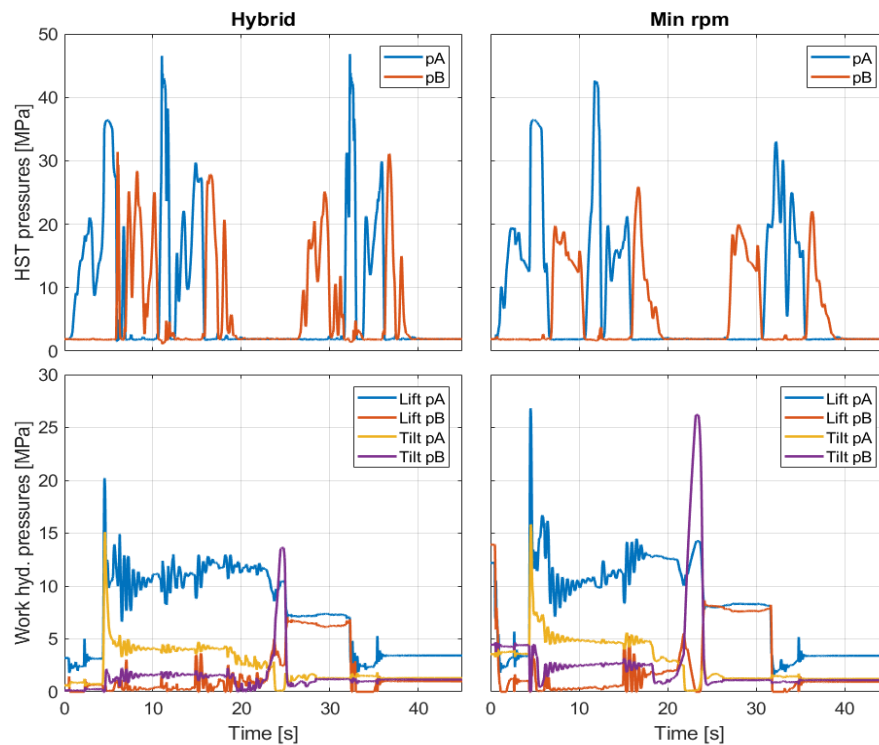 Hybrid
Min rpm
HST pressures [MPa]
50
40
30
20
10
0
pA
pB
pA
pB
Work hyd. pressures [MPa]
30
25
20
15
10
5
0
Lift pA
Lift pB
Tilt pA
Tilt pB
Lift pA
Lift pB
Tilt pA
Tilt pB
0 10 20 30 40
0 10 20 30 40
Time [s]
Time [s]